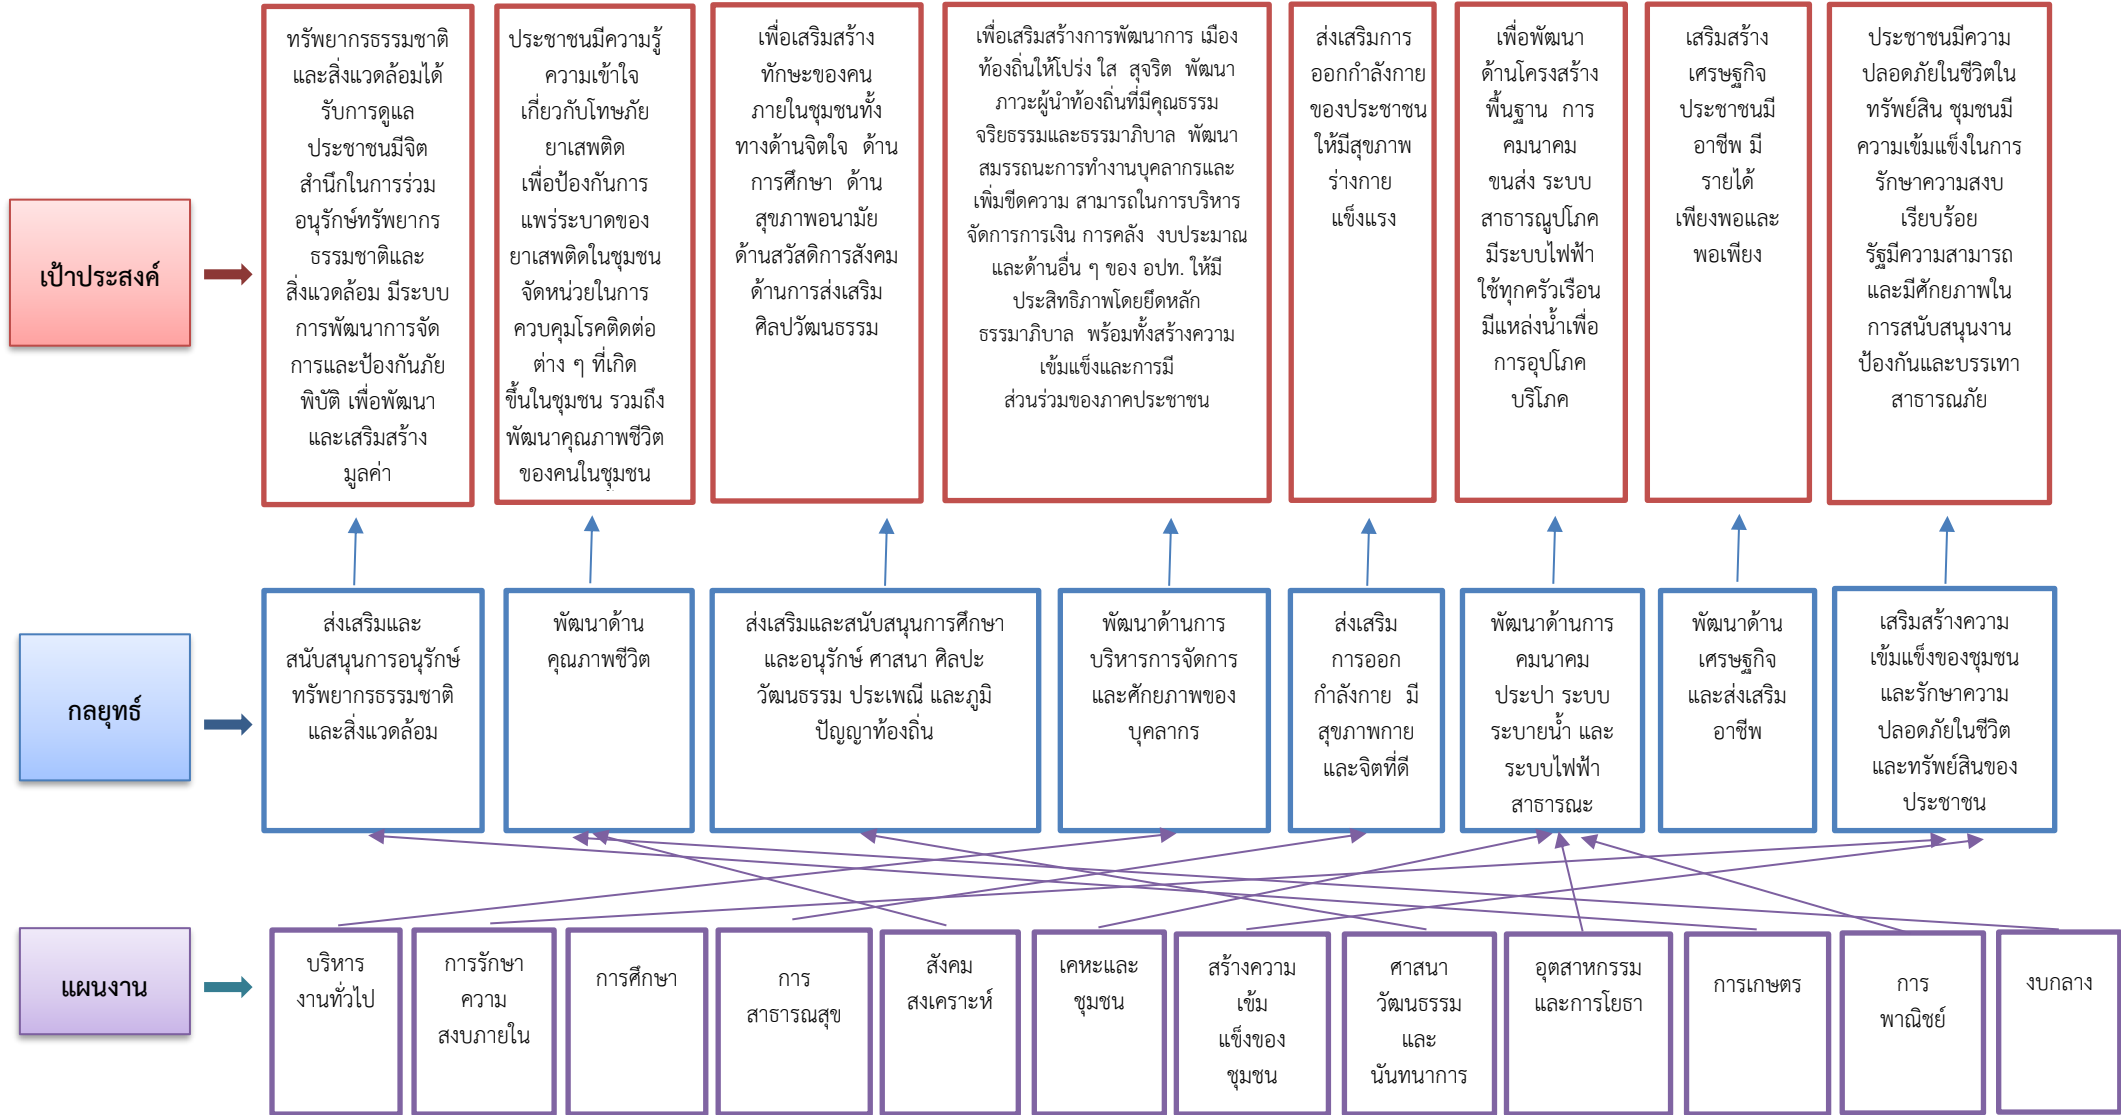 เป้าประสงค์
ทรัพยากรธรรมชาติ
และสิ่งแวดล้อมได้
รับการดูแล
ประชาชนมีจิต
สำนึกในการร่วม
อนุรักษ์ทรัพยากร
ธรรมชาติและ
สิ่งแวดล้อม มีระบบ
การพัฒนาการจัด
การและป้องกันภัย
พิบัติ เพื่อพัฒนา
และเสริมสร้าง
มูลค่า
ประชาชนมีความรู้
ความเข้าใจ
เกี่ยวกับโทษภัย
ยาเสพติด
เพื่อป้องกันการ
แพร่ระบาดของ
ยาเสพติดในชุมชน
จัดหน่วยในการ
ควบคุมโรคติดต่อ
ต่าง ๆ ที่เกิด
ขึ้นในชุมชน รวมถึง
พัฒนาคุณภาพชีวิต
ของคนในชุมชน
เพื่อเสริมสร้าง
ทักษะของคน
ภายในชุมชนทั้ง
ทางด้านจิตใจ ด้าน
การศึกษา ด้าน
สุขภาพอนามัย
ด้านสวัสดิการสังคม
ด้านการส่งเสริม
ศิลปวัฒนธรรม
เพื่อเสริมสร้างการพัฒนาการ เมือง
ท้องถิ่นให้โปร่ง ใส สุจริต พัฒนา
ภาวะผู้นำท้องถิ่นที่มีคุณธรรม
จริยธรรมและธรรมาภิบาล พัฒนา
สมรรถนะการทำงานบุคลากรและ
เพิ่มขีดความ สามารถในการบริหาร
จัดการการเงิน การคลัง งบประมาณ
และด้านอื่น ๆ ของ อปท. ให้มี
ประสิทธิภาพโดยยึดหลัก
ธรรมาภิบาล พร้อมทั้งสร้างความ
เข้มแข็งและการมี
ส่วนร่วมของภาคประชาชน
ส่งเสริมการ
ออกกำลังกาย
ของประชาชน
ให้มีสุขภาพ
ร่างกาย
แข็งแรง
เพื่อพัฒนา
ด้านโครงสร้าง
พื้นฐาน การ
คมนาคม
ขนส่ง ระบบ
สาธารณูปโภค
มีระบบไฟฟ้า
ใช้ทุกครัวเรือน
มีแหล่งน้ำเพื่อ
การอุปโภค
บริโภค
เสริมสร้าง
เศรษฐกิจ
ประชาชนมี
อาชีพ มี
รายได้
เพียงพอและ
พอเพียง
ประชาชนมีความ
ปลอดภัยในชีวิตใน
ทรัพย์สิน ชุมชนมี
ความเข้มแข็งในการ
รักษาความสงบ
เรียบร้อย
รัฐมีความสามารถ
และมีศักยภาพใน
การสนับสนุนงาน
ป้องกันและบรรเทา
สาธารณภัย
กลยุทธ์
ส่งเสริมและ
สนับสนุนการอนุรักษ์
ทรัพยากรธรรมชาติ
และสิ่งแวดล้อม
พัฒนาด้าน
คุณภาพชีวิต
ส่งเสริมและสนับสนุนการศึกษา
และอนุรักษ์ ศาสนา ศิลปะ
วัฒนธรรม ประเพณี และภูมิ
ปัญญาท้องถิ่น
พัฒนาด้านการ
บริหารการจัดการ
และศักยภาพของ
บุคลากร
ส่งเสริม
การออก
กำลังกาย มี
สุขภาพกาย
และจิตที่ดี
พัฒนาด้านการ
คมนาคม
ประปา ระบบ
ระบายน้ำ และ
ระบบไฟฟ้า
สาธารณะ
พัฒนาด้าน
เศรษฐกิจ
และส่งเสริม
อาชีพ
เสริมสร้างความ
เข้มแข็งของชุมชน
และรักษาความ
ปลอดภัยในชีวิต
และทรัพย์สินของ
ประชาชน
แผนงาน
บริหาร
งานทั่วไป
การรักษา
ความ
สงบภายใน
การศึกษา
การ
สาธารณสุข
สังคม
สงเคราะห์
เคหะและ
ชุมชน
สร้างความ
เข้ม
แข็งของ
ชุมชน
ศาสนา
วัฒนธรรม
และ
นันทนาการ
อุตสาหกรรม
และการโยธา
การเกษตร
การ
พาณิชย์
งบกลาง